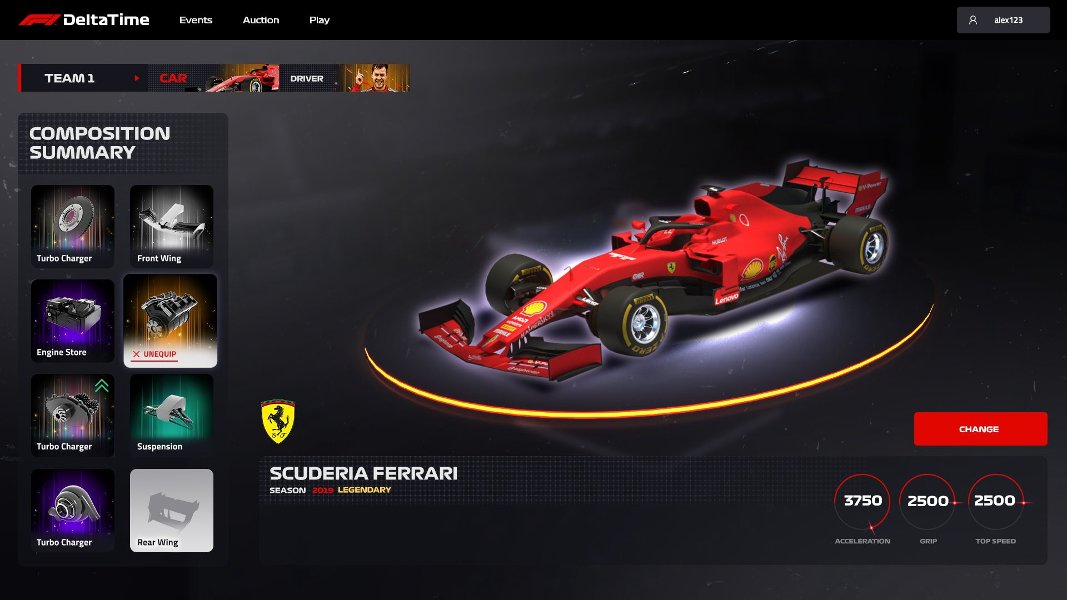 DeltaTime
Events
Auction
Play
alex123
TEAM 1
CAR
DRIVER
COMPOSITION
SUMMARY
Turbo Charger
Front Wing
Engine Store
UNEQUIP
Turbo Charger
Suspension
Turbo Charger
Rear Wing
Lenovo
CHANGE
SCUDERIA FERRARI
SEASON 2019 LEGENDARY
3750
2500
2500
ACCELERATION
GRIP
TOP SPEED